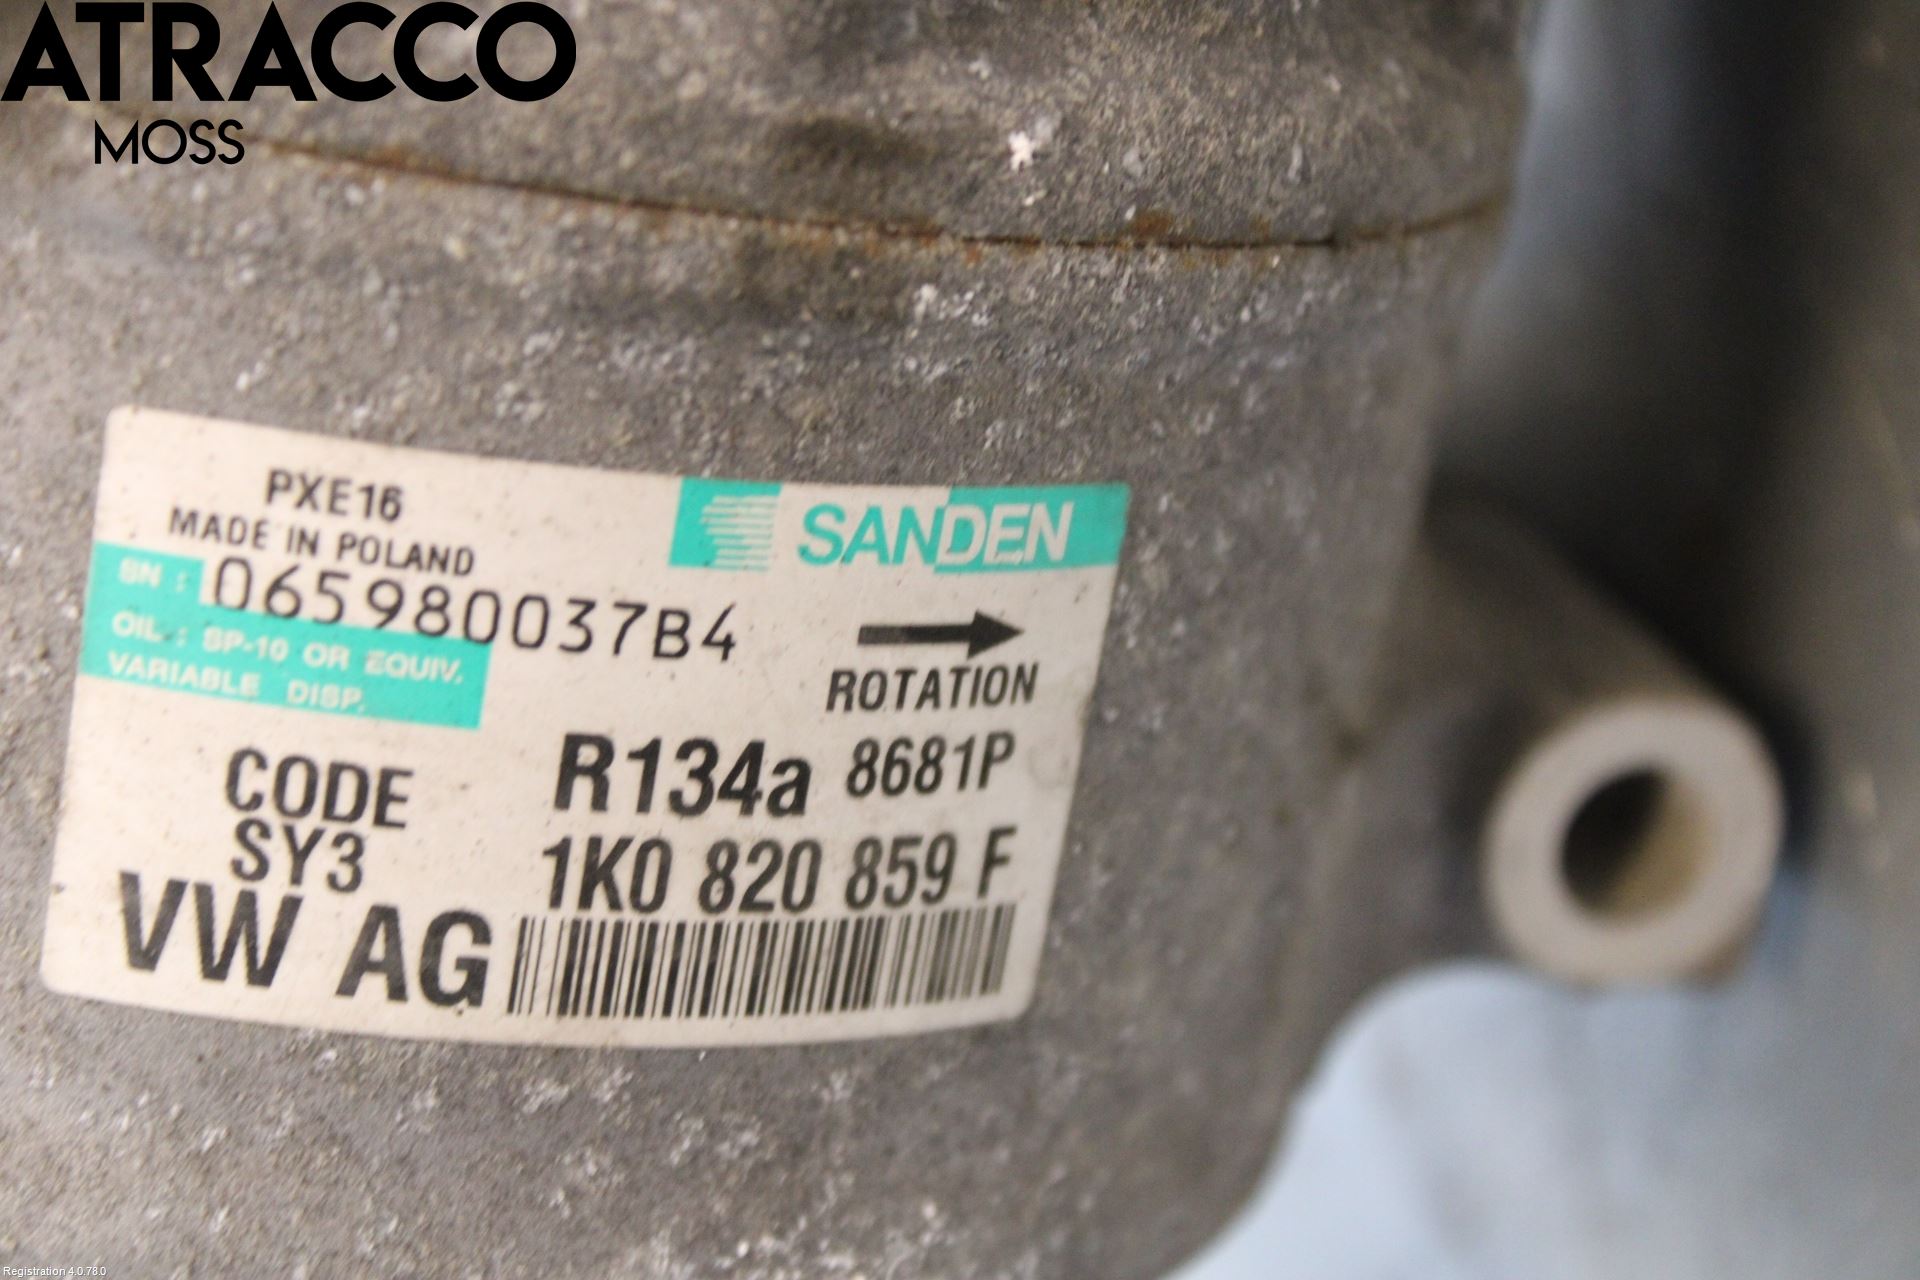 ATRACCO
MOSS
PXE16
MADE IN POLAND
SANDEN
SN : 065980037B4
OIL : SP-10 OR EQUIV.
VARIABLE DISP.
ROTATION
CODE
SY3
R134a 8681P
1K0 820 859 F
VW AG
Registration 4.0.78.0